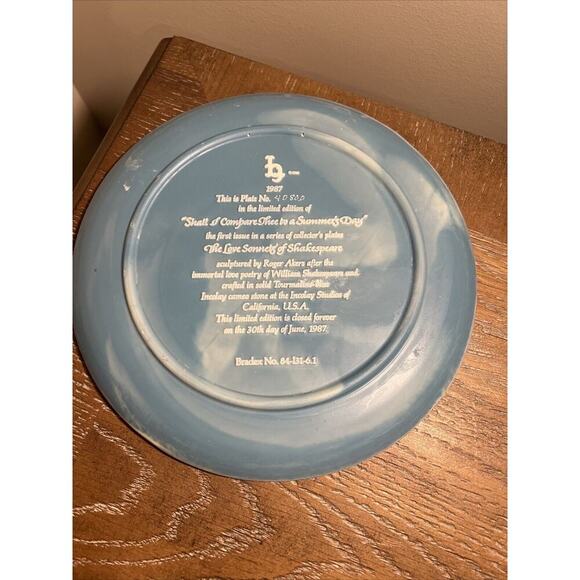 1987
This is Plate No.
in the limited edition of
"Shall I Compare Thee to a Summer's Day"
the first issue in a series of collector's plates
The Love Sonnets of Shakespeare
sculptured by Roger Akers after the
immortal love poetry of William Shakespeare and
crafted in solid Tourmaline-Blue
Incolay cameo stone at the Incolay Studios of
California, U.S.A.
This limited edition is closed forever
on the 30th day of June, 1987.
Bradex No. 84-I31-6.1